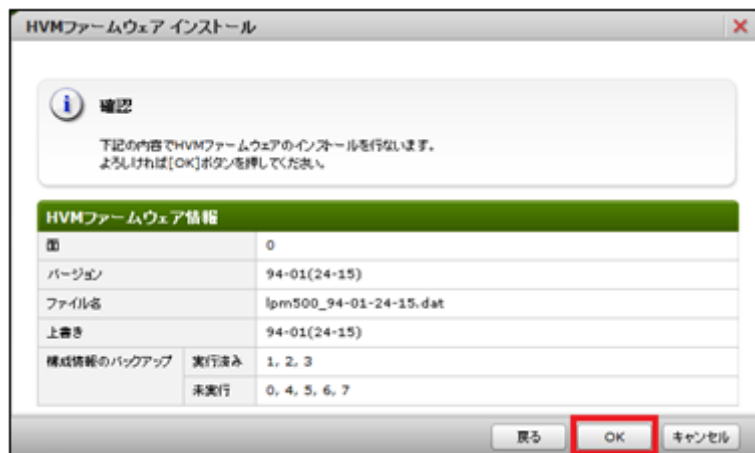 HVMファームウェア インストール
確認
下記の内容でHVMファームウェアのインストールを行ないます。
よろしければ[OK]ボタンを押してください。
HVMファームウェア情報
面 0
バージョン 94-01(24-15)
ファイル名 lpm500_94-01-24-15.dat
上書き 94-01(24-15)
構成情報のバックアップ 実行済み 1, 2, 3
未実行 0, 4, 5, 6, 7
戻る OK キャンセル